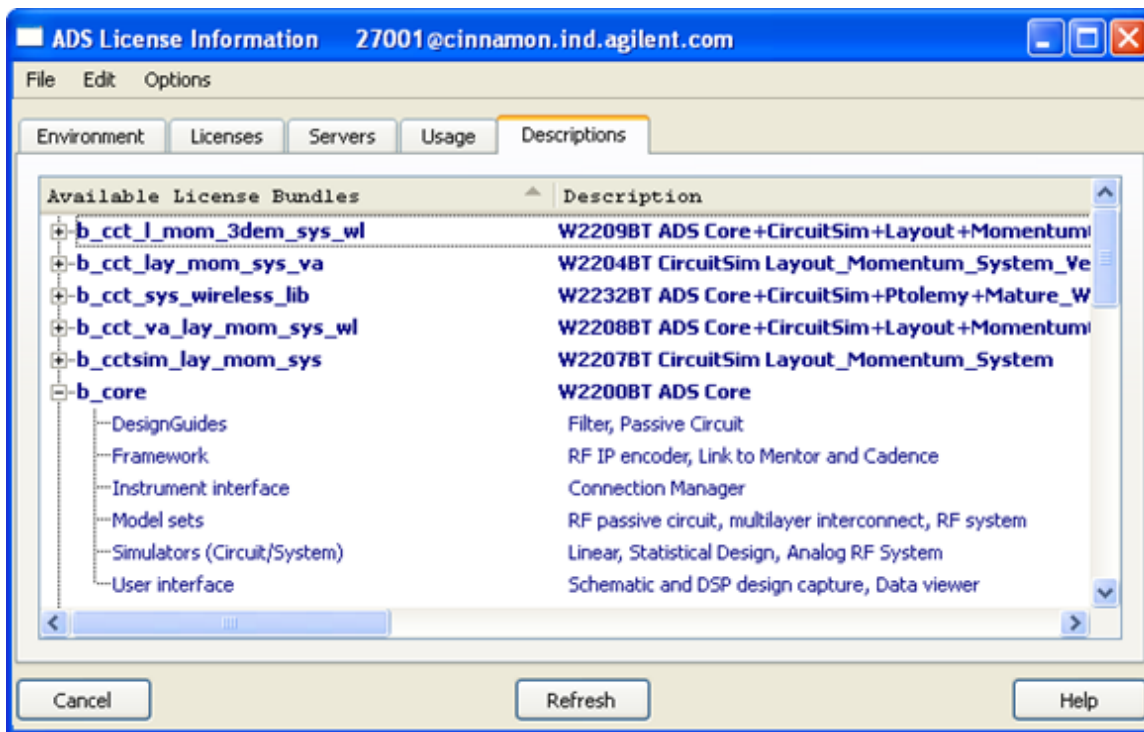 ADS License Information 27001@cinnamon.ind.agilent.com
File Edit Options
Environment Licenses Servers Usage Descriptions
Available License Bundles Description
b_cct_l_mom_3dem_sys_wl W2209BT ADS Core+CircuitSim+Layout+Momentum
b_cct_lay_mom_sys_va W2204BT CircuitSim Layout_Momentum_System_Ve
b_cct_sys_wireless_lib W2232BT ADS Core+CircuitSim+Ptolemy+Mature_W
b_cct_va_lay_mom_sys_wl W2208BT ADS Core+CircuitSim+Layout+Momentum
b_cctsim_lay_mom_sys W2207BT CircuitSim Layout_Momentum_System
b_core W2200BT ADS Core
DesignGuides Filter, Passive Circuit
Framework RF IP encoder, Link to Mentor and Cadence
Instrument interface Connection Manager
Model sets RF passive circuit, multilayer interconnect, RF system
Simulators (Circuit/System) Linear, Statistical Design, Analog RF System
User interface Schematic and DSP design capture, Data viewer
Cancel Refresh Help